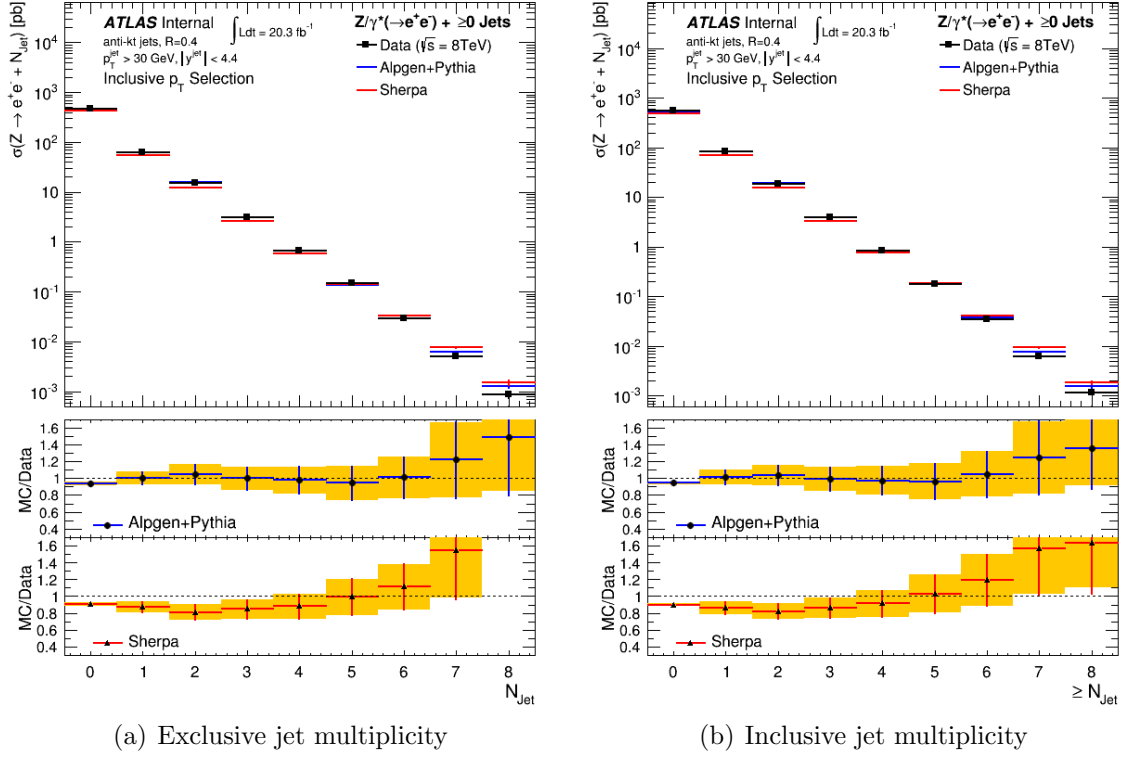 σ(Z → e⁺e⁻ + N_Jet) [pb]
ATLAS Internal
anti-kt jets, R=0.4
∫Ldt = 20.3 fb⁻¹
p_T^jet > 30 GeV, |y^jet| < 4.4
Inclusive p_T Selection
Z/γ*(→e⁺e⁻) + ≥0 Jets
Data (√s = 8TeV)
Alpgen+Pythia
Sherpa
10⁴
10³
10²
10
1
10⁻¹
10⁻²
10⁻³
MC/Data
1.6
1.4
1.2
1
0.8
0.6
0.4
Alpgen+Pythia
MC/Data
1.6
1.4
1.2
1
0.8
0.6
0.4
Sherpa
0 1 2 3 4 5 6 7 8
N_Jet
(a) Exclusive jet multiplicity
σ(Z → e⁺e⁻ + N_Jet) [pb]
ATLAS Internal
anti-kt jets, R=0.4
∫Ldt = 20.3 fb⁻¹
p_T^jet > 30 GeV, |y^jet| < 4.4
Inclusive p_T Selection
Z/γ*(→e⁺e⁻) + ≥0 Jets
Data (√s = 8TeV)
Alpgen+Pythia
Sherpa
10⁴
10³
10²
10
1
10⁻¹
10⁻²
10⁻³
MC/Data
1.6
1.4
1.2
1
0.8
0.6
0.4
Alpgen+Pythia
MC/Data
1.6
1.4
1.2
1
0.8
0.6
0.4
Sherpa
0 1 2 3 4 5 6 7 8
≥ N_Jet
(b) Inclusive jet multiplicity